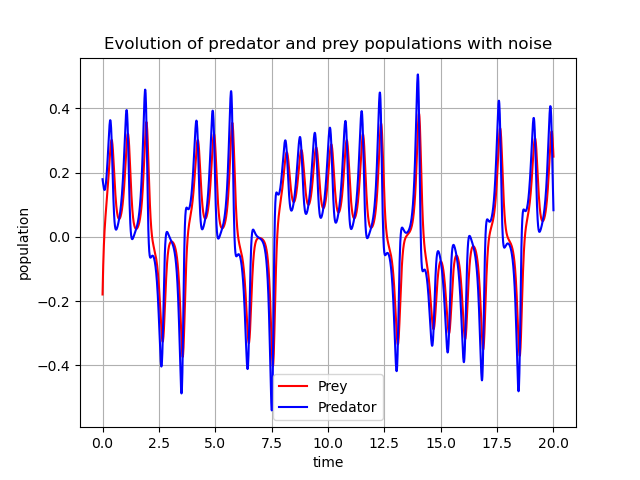 Evolution of predator and prey populations with noise
population
0.4
0.2
0.0
−0.2
−0.4
Prey
Predator
0.0 2.5 5.0 7.5 10.0 12.5 15.0 17.5 20.0
time